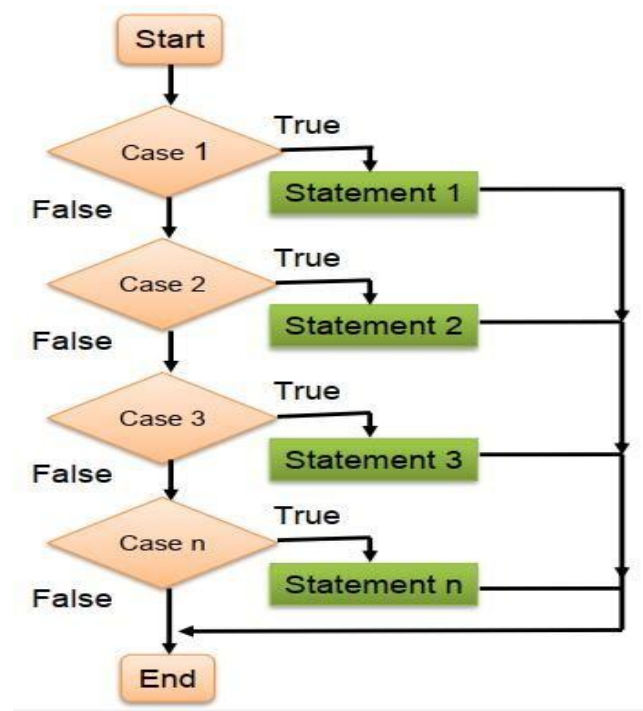 Start
True
Case 1
Statement 1
False
True
Case 2
Statement 2
False
True
Case 3
Statement 3
False
True
Case n
Statement n
False
End